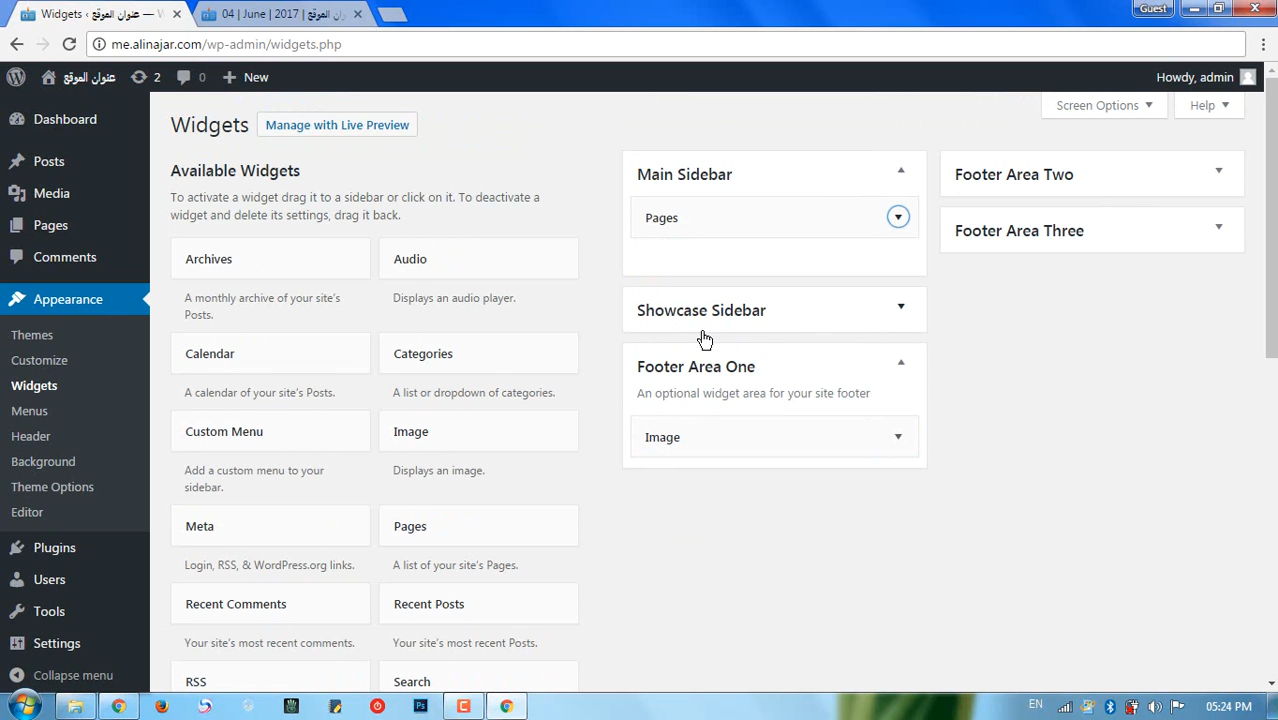 Widgets ‹ عنوان الموقع — W
04 | June | 2017 | عنوان الموقع
Guest
me.alinajar.com/wp-admin/widgets.php
عنوان الموقع
2
0
New
Howdy, admin
Dashboard
Posts
Media
Pages
Comments
Appearance
Themes
Customize
Widgets
Menus
Header
Background
Theme Options
Editor
Plugins
Users
Tools
Settings
Collapse menu
Screen Options
Help
Widgets
Manage with Live Preview
Available Widgets
To activate a widget drag it to a sidebar or click on it. To deactivate a
widget and delete its settings, drag it back.
Archives
A monthly archive of your site's
Posts.
Audio
Displays an audio player.
Calendar
A calendar of your site's Posts.
Categories
A list or dropdown of categories.
Custom Menu
Add a custom menu to your
sidebar.
Image
Displays an image.
Meta
Login, RSS, & WordPress.org links.
Pages
A list of your site's Pages.
Recent Comments
Your site's most recent comments.
Recent Posts
Your site's most recent Posts.
RSS
Search
Main Sidebar
Pages
Showcase Sidebar
Footer Area One
An optional widget area for your site footer
Image
Footer Area Two
Footer Area Three
Ps
EN
05:24 PM